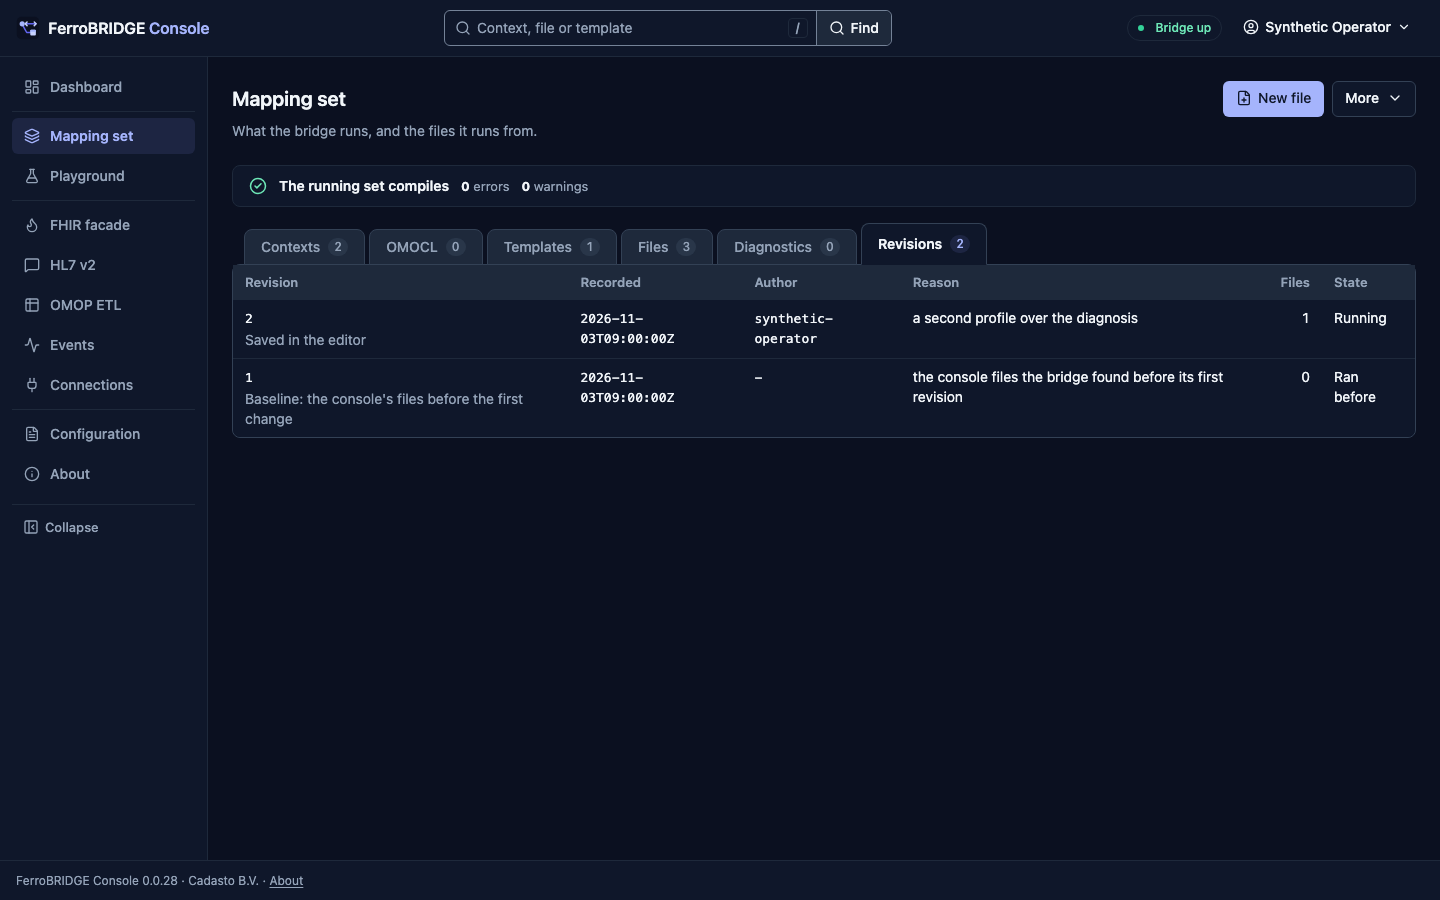 FerroBRIDGE Console
Context, file or template
/
Find
Bridge up
Synthetic Operator
Dashboard
Mapping set
Playground
FHIR facade
HL7 v2
OMOP ETL
Events
Connections
Configuration
About
Collapse
Mapping set
What the bridge runs, and the files it runs from.
New file
More
The running set compiles 0 errors 0 warnings
Contexts 2
OMOCL 0
Templates 1
Files 3
Diagnostics 0
Revisions 2
Revision Recorded Author Reason Files State
2
Saved in the editor
2026-11-
03T09:00:00Z
synthetic-
operator
a second profile over the diagnosis
1
Running
1
Baseline: the console's files before the first
change
2026-11-
03T09:00:00Z
–
the console files the bridge found before its first
revision
0
Ran
before
FerroBRIDGE Console 0.0.28 · Cadasto B.V. · About